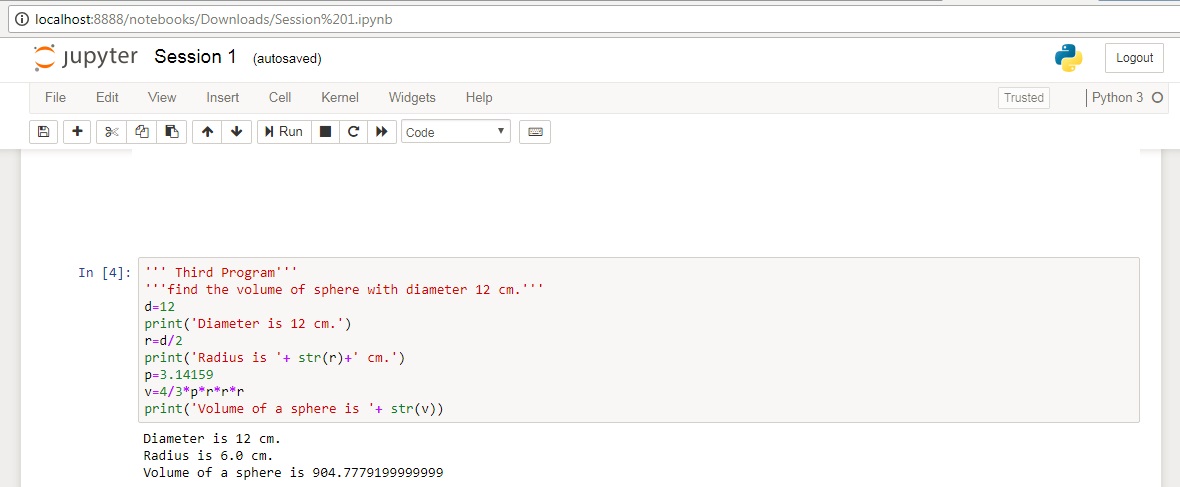 localhost:8888/notebooks/Downloads/Session%201.ipynb
jupyter Session 1 (autosaved) Logout
File Edit View Insert Cell Kernel Widgets Help Trusted Python 3
Run Code
In [4]: ''' Third Program'''
'''find the volume of sphere with diameter 12 cm.'''
d=12
print('Diameter is 12 cm.')
r=d/2
print('Radius is '+ str(r)+' cm.')
p=3.14159
v=4/3*p*r*r*r
print('Volume of a sphere is '+ str(v))
Diameter is 12 cm.
Radius is 6.0 cm.
Volume of a sphere is 904.7779199999999